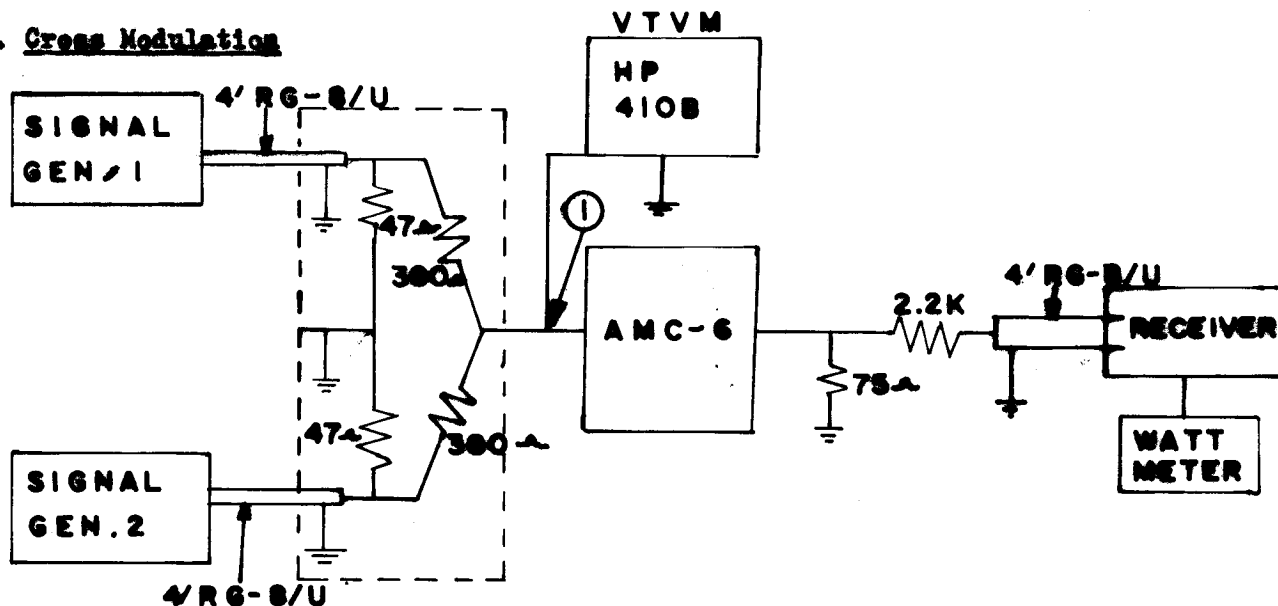 . Cross Modulation
VTVM
HP
410B
4' RG-8/U
SIGNAL
GEN. 1
1
47Ω
300Ω
AMC-6
2.2K
4' RG-8/U
RECEIVER
75Ω
47Ω
300Ω
WATT
METER
SIGNAL
GEN. 2
4' RG-8/U